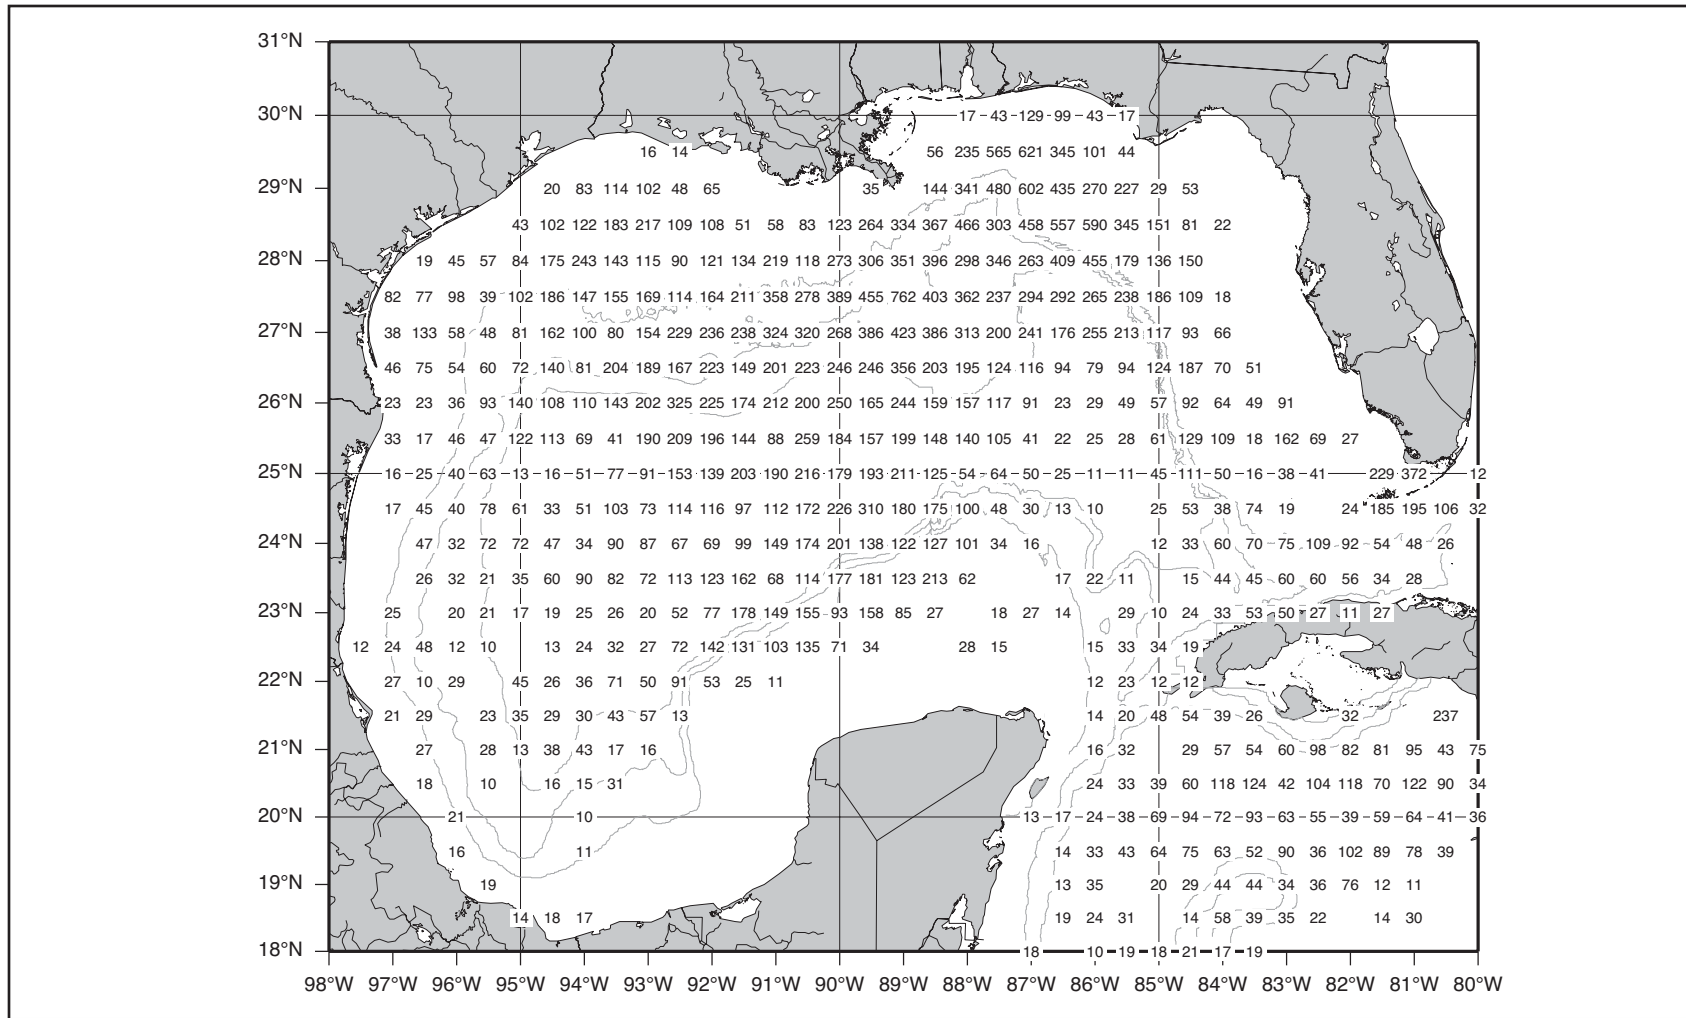 31°N
30°N 17 43 129 99 43 17
16 14 56 235 565 621 345 101 44
29°N 20 83 114 102 48 65 35 144 341 480 602 435 270 227 29 53
43 102 122 183 217 109 108 51 58 83 123 264 334 367 466 303 458 557 590 345 151 81 22
28°N 19 45 57 84 175 243 143 115 90 121 134 219 118 273 306 351 396 298 346 263 409 455 179 136 150
82 77 98 39 102 186 147 155 169 114 164 211 358 278 389 455 762 403 362 237 294 292 265 238 186 109 18
27°N 38 133 58 48 81 162 100 80 154 229 236 238 324 320 268 386 423 386 313 200 241 176 255 213 117 93 66
46 75 54 60 72 140 81 204 189 167 223 149 201 223 246 246 356 203 195 124 116 94 79 94 124 187 70 51
26°N 23 23 36 93 140 108 110 143 202 325 225 174 212 200 250 165 244 159 157 117 91 23 29 49 57 92 64 49 91
33 17 46 47 122 113 69 41 190 209 196 144 88 259 184 157 199 148 140 105 41 22 25 28 61 129 109 18 162 69 27
25°N 16 25 40 63 13 16 51 77 91 153 139 203 190 216 179 193 211 125 54 64 50 25 11 11 45 111 50 16 38 41 229 372 12
17 45 40 78 61 33 51 103 73 114 116 97 112 172 226 310 180 175 100 48 30 13 10 25 53 38 74 19 24 185 195 106 32
24°N 47 32 72 72 47 34 90 87 67 69 99 149 174 201 138 122 127 101 34 16 12 33 60 70 75 109 92 54 48 26
26 32 21 35 60 90 82 72 113 123 162 68 114 177 181 123 213 62 17 22 11 15 44 45 60 60 56 34 28
23°N 25 20 21 17 19 25 26 20 52 77 178 149 155 93 158 85 27 18 27 14 29 10 24 33 53 50 27 11 27
12 24 48 12 10 13 24 32 27 72 142 131 103 135 71 34 28 15 15 33 34 19
22°N 27 10 29 45 26 36 71 50 91 53 25 11 12 23 12 12
21 29 23 35 29 30 43 57 13 14 20 48 54 39 26 32 237
21°N 27 28 13 38 43 17 16 16 32 29 57 54 60 98 82 81 95 43 75
18 10 16 15 31 24 33 39 60 118 124 42 104 118 70 122 90 34
20°N 21 10 13 17 24 38 69 94 72 93 63 55 39 59 64 41 36
16 11 14 33 43 64 75 63 52 90 36 102 89 78 39
19°N 19 13 35 20 29 44 44 34 36 76 12 11
14 18 17 19 24 31 14 58 39 35 22 14 30
18°N 18 10 19 18 21 17 19
98°W 97°W 96°W 95°W 94°W 93°W 92°W 91°W 90°W 89°W 88°W 87°W 86°W 85°W 84°W 83°W 82°W 81°W 80°W